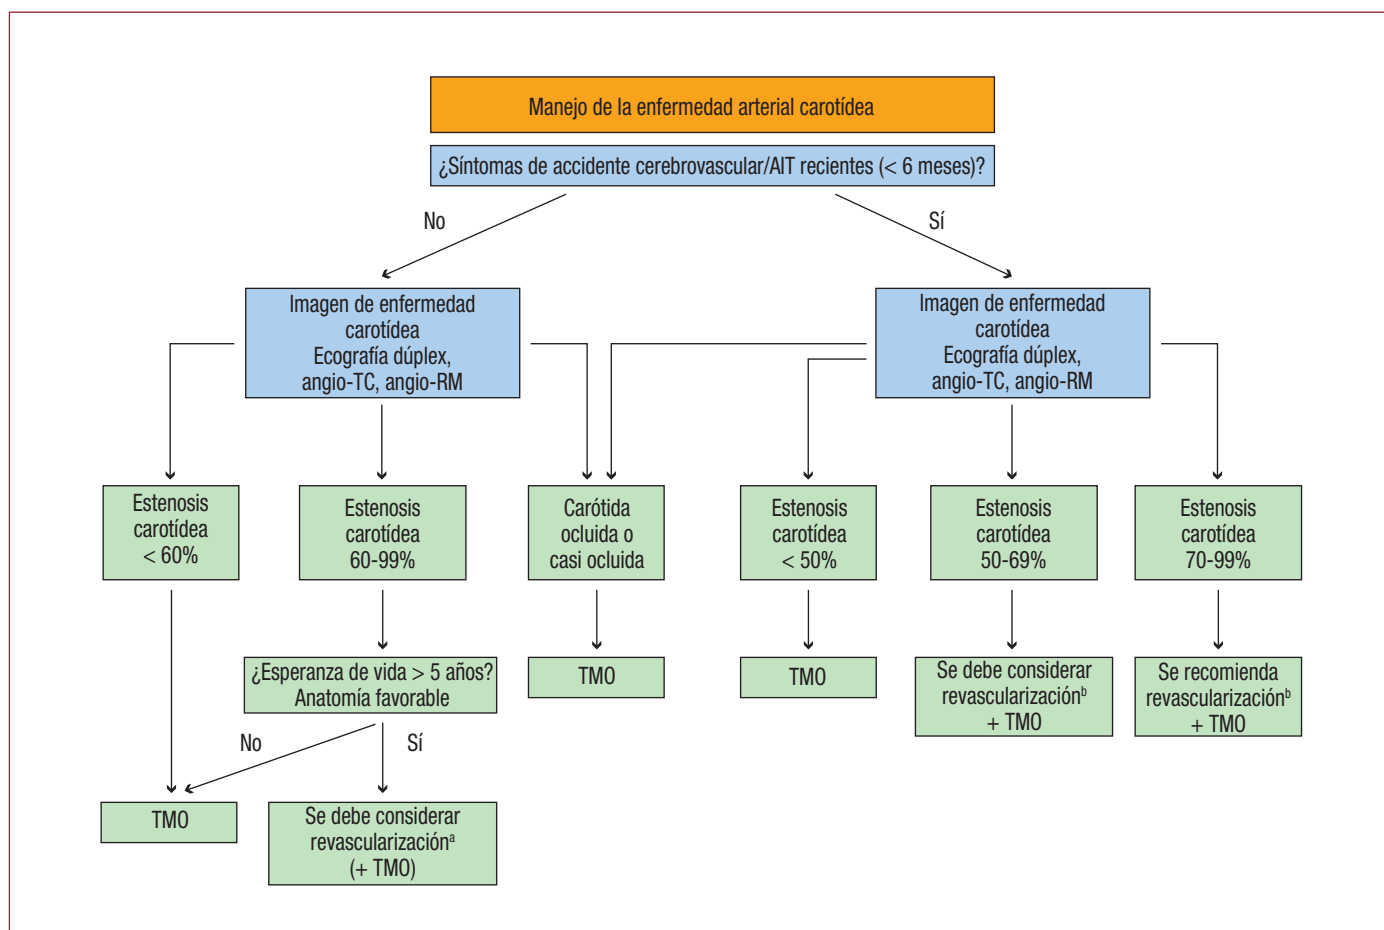 Manejo de la enfermedad arterial carotídea
¿Síntomas de accidente cerebrovascular/AIT recientes (< 6 meses)?
No
Sí
Imagen de enfermedad
carotídea
Ecografía dúplex,
angio-TC, angio-RM
Imagen de enfermedad
carotídea
Ecografía dúplex,
angio-TC, angio-RM
Estenosis
carotídea
< 60%
Estenosis
carotídea
60-99%
Carótida
ocluida o
casi ocluida
Estenosis
carotídea
< 50%
Estenosis
carotídea
50-69%
Estenosis
carotídea
70-99%
¿Esperanza de vida > 5 años?
Anatomía favorable
TMO
TMO
Se debe considerar
revascularizaciónᵇ
+ TMO
Se recomienda
revascularizaciónᵇ
+ TMO
No
Sí
TMO
Se debe considerar
revascularizaciónᵃ
(+ TMO)